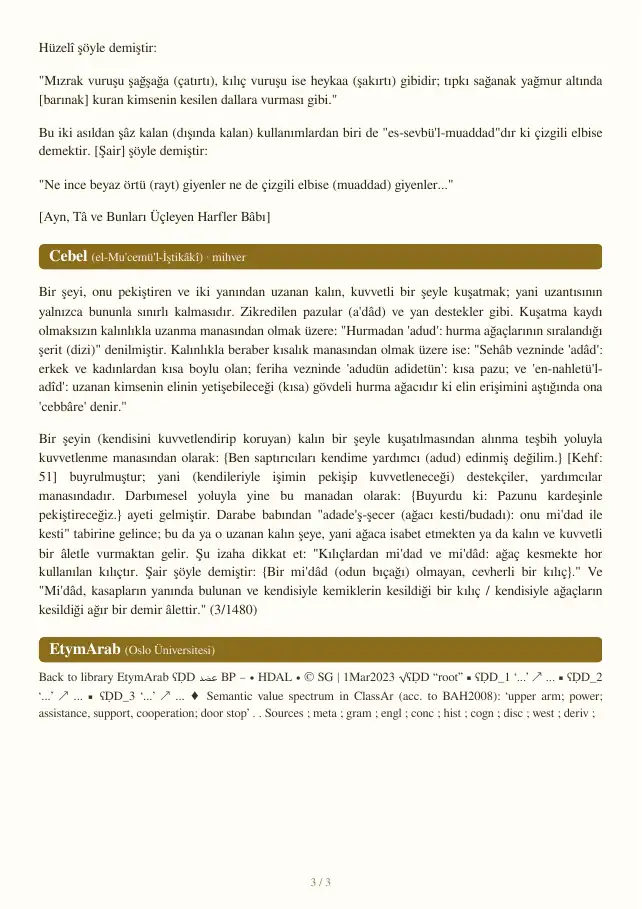 Hüzelî şöyle demiştir:
"Mızrak vuruşu şağşağa (çatırtı), kılıç vuruşu ise heykaa (şakırtı) gibidir; tıpkı sağanak yağmur altında
[barınak] kuran kimsenin kesilen dallara vurması gibi."
Bu iki asıldan şâz kalan (dışında kalan) kullanımlardan biri de "es-sevbü'l-muaddad"dır ki çizgili elbise
demektir. [Şair] şöyle demiştir:
"Ne ince beyaz örtü (rayt) giyenler ne de çizgili elbise (muaddad) giyenler..."
[Ayn, Tâ ve Bunları Üçleyen Harfler Bâbı]
Cebel (el-Mu'cemü'l-İştikâkî) · mihver
Bir şeyi, onu pekiştiren ve iki yanından uzanan kalın, kuvvetli bir şeyle kuşatmak; yani uzantısının
yalnızca bununla sınırlı kalmasıdır. Zikredilen pazular (a'dâd) ve yan destekler gibi. Kuşatma kaydı
olmaksızın kalınlıkla uzanma manasından olmak üzere: "Hurmadan 'adud': hurma ağaçlarının sıralandığı
şerit (dizi)" denilmiştir. Kalınlıkla beraber kısalık manasından olmak üzere ise: "Sehâb vezninde 'adâd':
erkek ve kadınlardan kısa boylu olan; feriha vezninde 'adudün adidetün': kısa pazu; ve 'en-nahletü'l-
adîd': uzanan kimsenin elinin yetişebileceği (kısa) gövdeli hurma ağacıdır ki elin erişimini aştığında ona
'cebbâre' denir."
Bir şeyin (kendisini kuvvetlendirip koruyan) kalın bir şeyle kuşatılmasından alınma teşbih yoluyla
kuvvetlenme manasından olarak: {Ben saptırıcıları kendime yardımcı (adud) edinmiş değilim.} [Kehf:
51] buyrulmuştur; yani (kendileriyle işimin pekişip kuvvetleneceği) destekçiler, yardımcılar
manasındadır. Darbımesel yoluyla yine bu manadan olarak: {Buyurdu ki: Pazunu kardeşinle
pekiştireceğiz.} ayeti gelmiştir. Darabe babından "adade'ş-şecer (ağacı kesti/budadı): onu mi'dad ile
kesti" tabirine gelince; bu da ya o uzanan kalın şeye, yani ağaca isabet etmekten ya da kalın ve kuvvetli
bir âletle vurmaktan gelir. Şu izaha dikkat et: "Kılıçlardan mi'dad ve mi'dâd: ağaç kesmekte hor
kullanılan kılıçtır. Şair şöyle demiştir: {Bir mi'dâd (odun bıçağı) olmayan, cevherli bir kılıç}." Ve
"Mi'dâd, kasapların yanında bulunan ve kendisiyle kemiklerin kesildiği bir kılıç / kendisiyle ağaçların
kesildiği ağır bir demir âlettir." (3/1480)
EtymArab (Oslo Üniversitesi)
Back to library EtymArab ʕḌD عضد BP – • HDAL • © SG | 1Mar2023 √ʕḌD “root” ▪ ʕḌD_1 ‘...’ ↗ ... ▪ ʕḌD_2
‘...’ ↗ ... ▪ ʕḌD_3 ‘...’ ↗ ... ♦ Semantic value spectrum in ClassAr (acc. to BAH2008): ‘upper arm; power;
assistance, support, cooperation; door stop’ . . Sources ; meta ; gram ; engl ; conc ; hist ; cogn ; disc ; west ; deriv ;
3 / 3